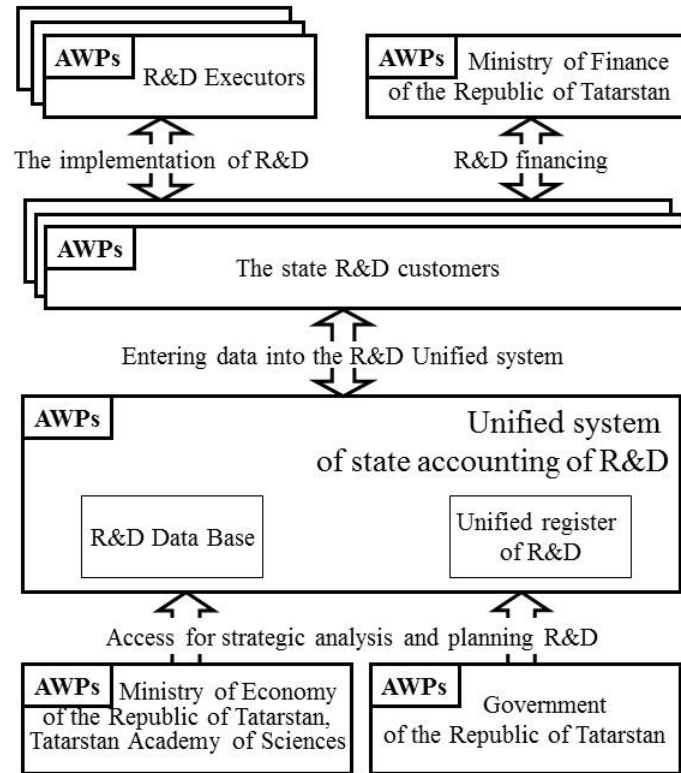 AWPs
R&D Executors
AWPs
Ministry of Finance
of the Republic of Tatarstan
The implementation of R&D
R&D financing
AWPs
The state R&D customers
Entering data into the R&D Unified system
AWPs
Unified system
of state accounting of R&D
R&D Data Base
Unified register
of R&D
Access for strategic analysis and planning R&D
AWPs
Ministry of Economy
of the Republic of Tatarstan,
Tatarstan Academy of Sciences
AWPs
Government
of the Republic of Tatarstan